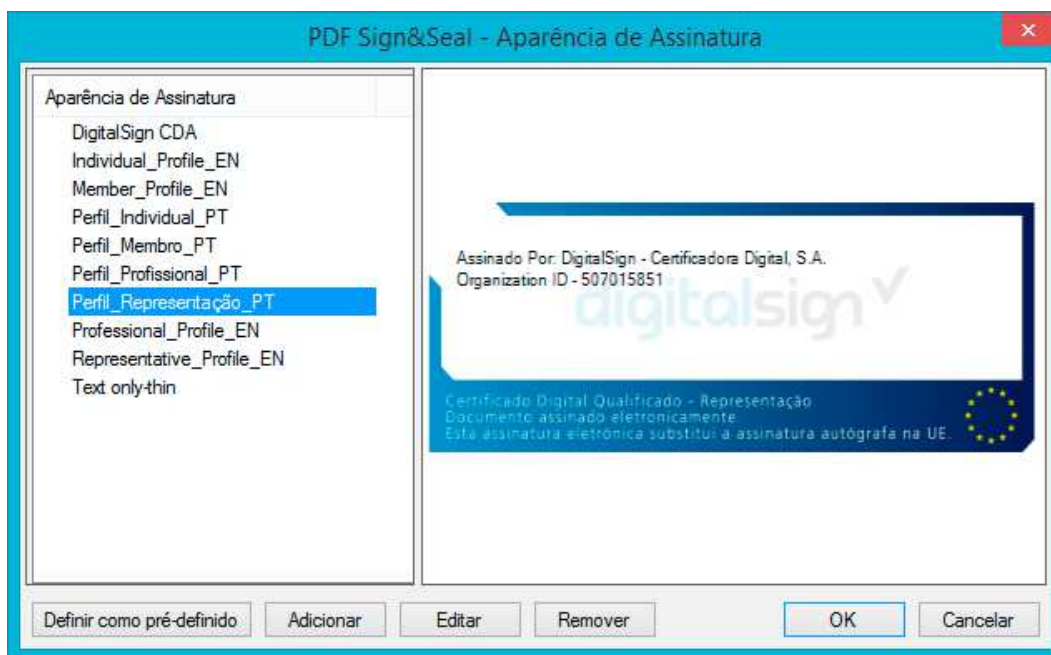 PDF Sign&Seal - Aparência de Assinatura
Aparência de Assinatura
DigitalSign CDA
Individual_Profile_EN
Member_Profile_EN
Perfil_Individual_PT
Perfil_Membro_PT
Perfil_Profissional_PT
Perfil_Representação_PT
Professional_Profile_EN
Representative_Profile_EN
Text only-thin
Assinado Por: DigitalSign - Certificadora Digital, S.A.
Organization ID - 507015851
digitalsign
Certificado Digital Qualificado - Representação
Documento assinado eletronicamente
Esta assinatura eletrónica substitui a assinatura autógrafa na UE.
Definir como pré-definido
Adicionar
Editar
Remover
OK
Cancelar